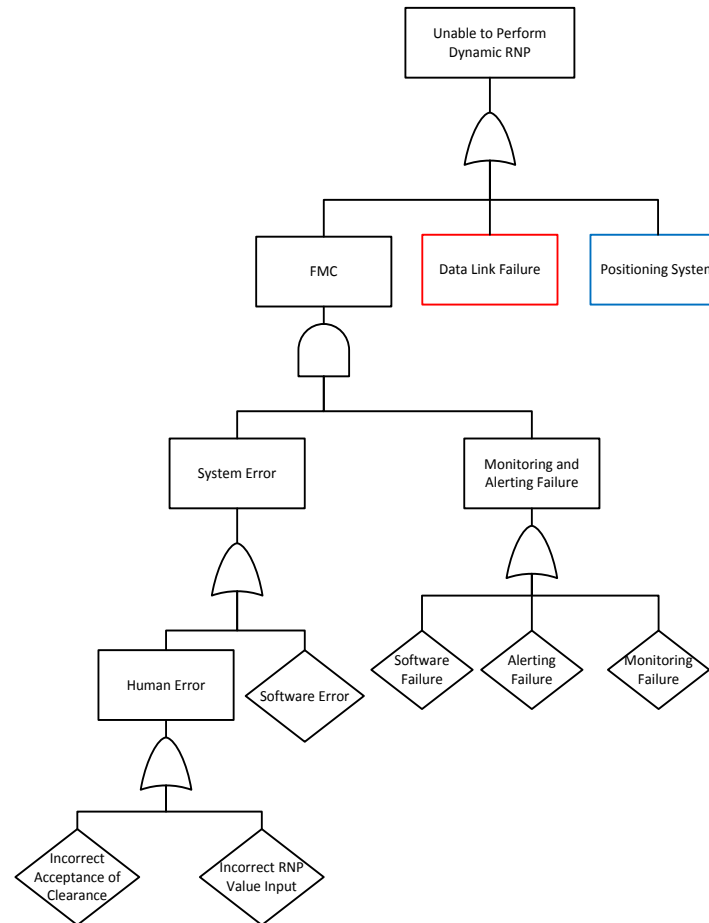 Unable to Perform
Dynamic RNP
FMC
Data Link Failure
Positioning System
System Error
Monitoring and
Alerting Failure
Human Error
Software Error
Software
Failure
Alerting
Failure
Monitoring
Failure
Incorrect
Acceptance of
Clearance
Incorrect RNP
Value Input